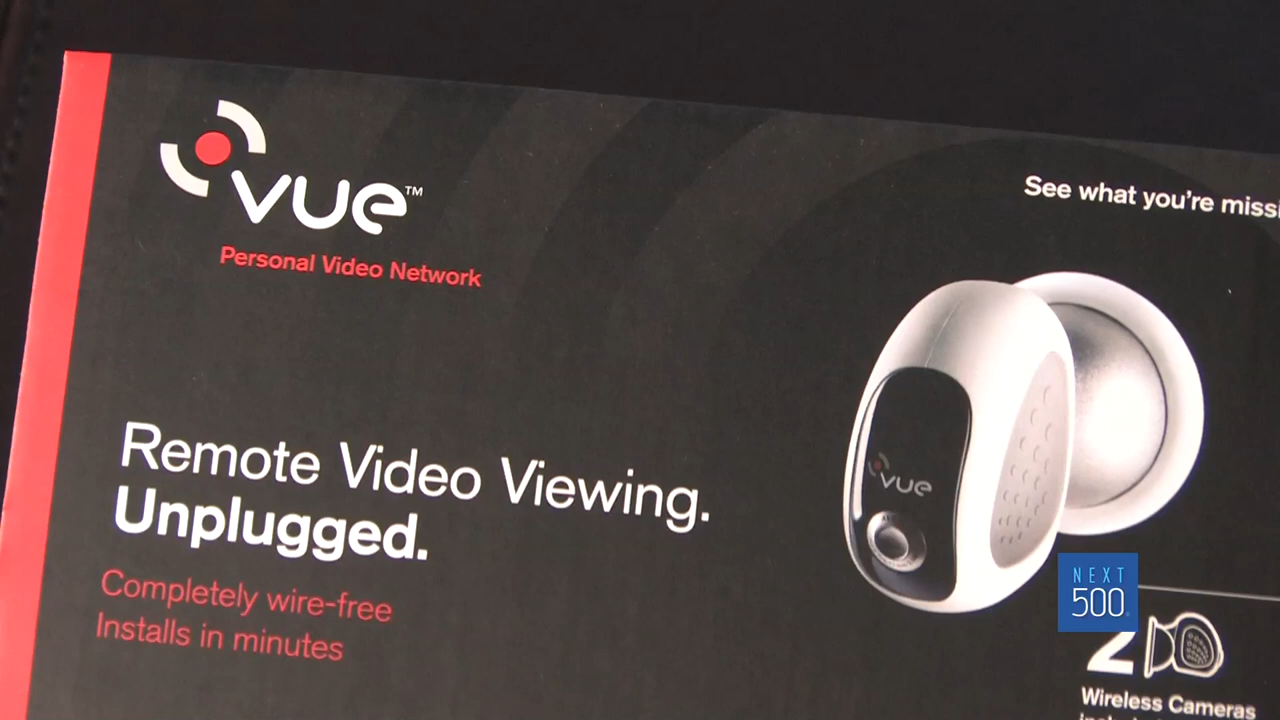 vue™
Personal Video Network
See what you're
Remote Video Viewing.
Unplugged.
Completely wire-free
Installs in minutes
vue
NEXT
500
2
Wireless Cameras